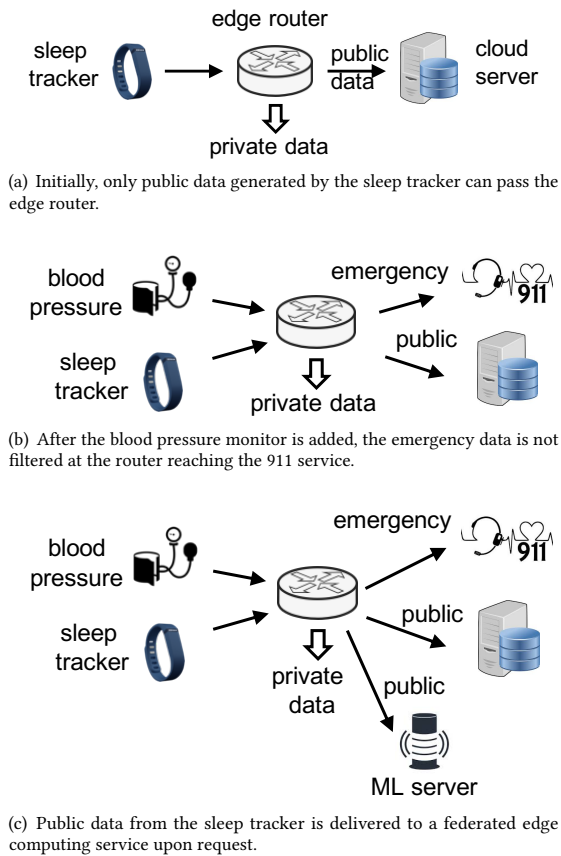 edge router
sleep
tracker
public
data
cloud
server
private data
(a) Initially, only public data generated by the sleep tracker can pass the
edge router.
blood
pressure
emergency
911
sleep
tracker
public
private data
(b) After the blood pressure monitor is added, the emergency data is not
filtered at the router reaching the 911 service.
blood
pressure
emergency
911
sleep
tracker
public
private
data
public
ML server
(c) Public data from the sleep tracker is delivered to a federated edge
computing service upon request.